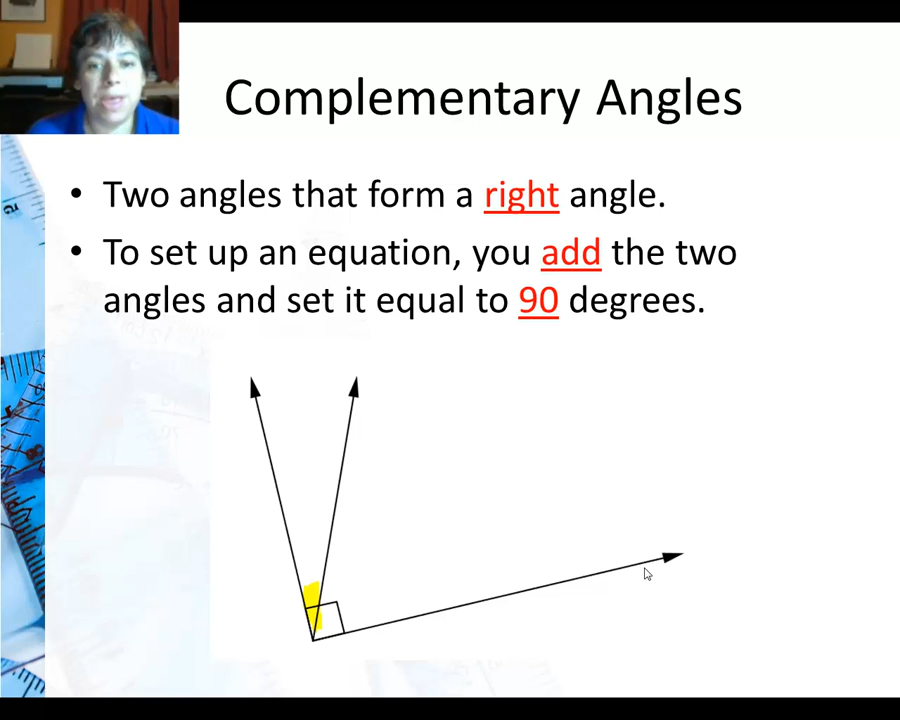 Complementary Angles
• Two angles that form a right angle.
• To set up an equation, you add the two
angles and set it equal to 90 degrees.